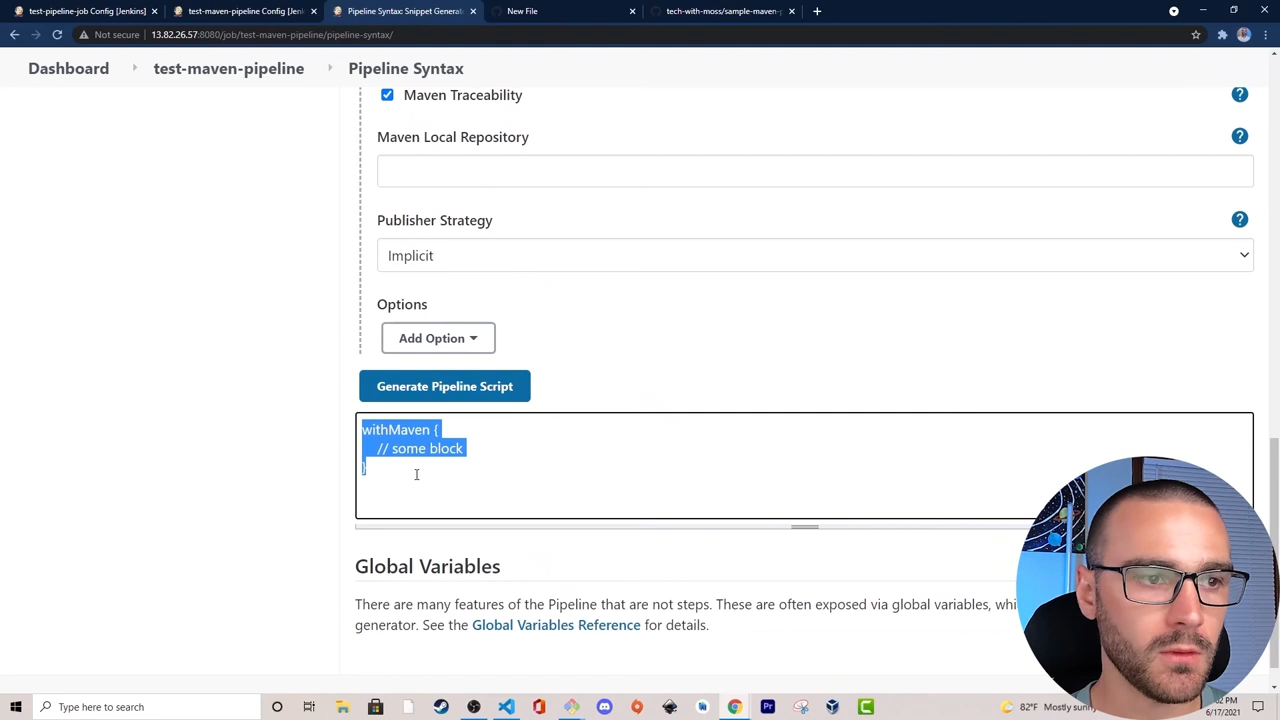 test-pipeline-job Config [Jenkins]
test-maven-pipeline Config [Jenk
Pipeline Syntax: Snippet Generat
New File
tech-with-moss/sample-maven-
Not secure
13.82.26.57:8080/job/test-maven-pipeline/pipeline-syntax/
Dashboard
test-maven-pipeline
Pipeline Syntax
Maven Traceability
Maven Local Repository
Publisher Strategy
Implicit
Options
Add Option
Generate Pipeline Script
withMaven {
// some block
}
Global Variables
There are many features of the Pipeline that are not steps. These are often exposed via global variables, whi
generator. See the Global Variables Reference for details.
Type here to search
82°F Mostly sunny
6/17/2021